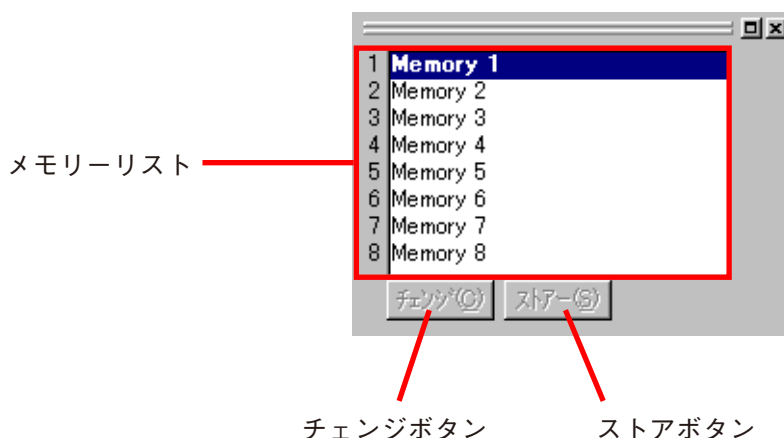 1 Memory 1
2 Memory 2
3 Memory 3
4 Memory 4
メモリーリスト
5 Memory 5
6 Memory 6
7 Memory 7
8 Memory 8
ﾁｪﾝｼﾞ(C) ｽﾄｱｰ(S)
チェンジボタン ストアボタン